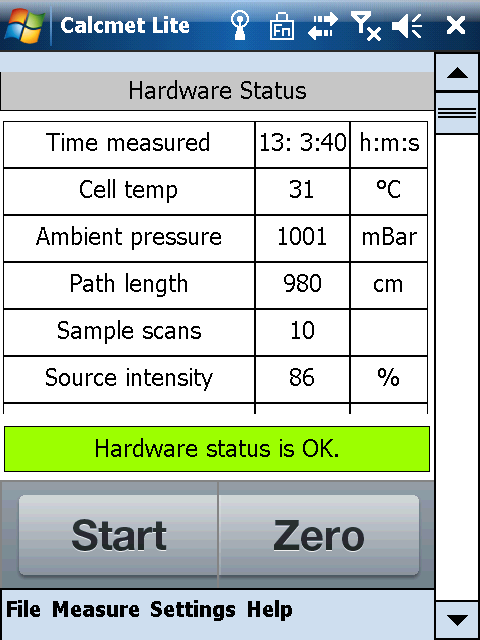 Calcmet Lite Fn
Hardware Status
Time measured 13: 3:40 h:m:s
Cell temp 31 °C
Ambient pressure 1001 mBar
Path length 980 cm
Sample scans 10
Source intensity 86 %
Hardware status is OK.
Start Zero
File Measure Settings Help